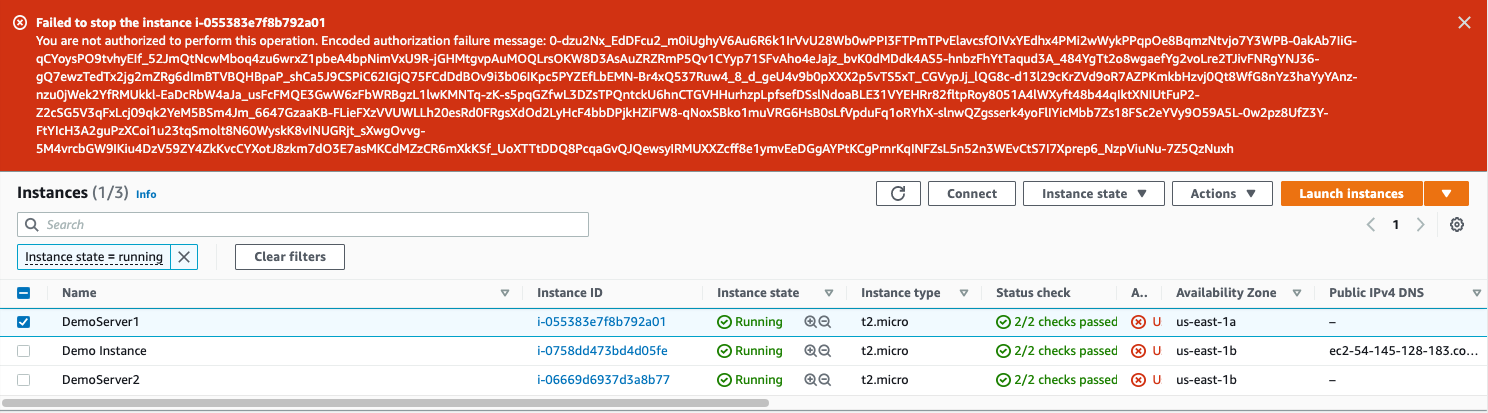 Failed to stop the instance i-055383e7f8b792a01
You are not authorized to perform this operation. Encoded authorization failure message: 0-dzu2Nx_EdDFcu2_m0iUghyV6Au6R6k1IrVvU28Wb0wPPI3FTPmTPvElavcsfOIVxYEdhx4PMi2wWykPPqpOe8BqmzNtvjo7Y3WPB-0akAb7IiG-
qCYoysPO9tvhyEIf_52JmQtNcwMboq4zu6wrxZ1pbeA4bpNimVxU9R-jGHMtgvpAuMOQLrsOKW8D3AsAuZRZRmP5Qv1CYyp71SFvAho4eJajz_bvK0dMDdk4AS5-hnbzFhYtTaqud3A_484YgTt2o8wgaefYg2voLre2TJivFNRgYNJ36-
gQ7ewzTedTx2jg2mZRg6dImBTVBQHBpaP_shCa5J9CSPiC62IGjQ75FCdDdBOv9i3b06IKpc5PYZEfLbEMN-Br4xQ537Ruw4_8_d_geU4v9b0pXXX2p5vTS5xT_CGVypJj_lQG8c-d13l29cKrZVd9oR7AZPKmkbHzvj0Qt8WfG8nYz3haYyYAnz-
nzu0jWek2YfRMUkkl-EaDcRbW4aJa_usFcFMQE3GwW6zFbWRBgzL1lwKMNTq-zK-s5pqGZfwL3DZsTPQntckU6hnCTGVHHurhzpLpfsefDSslNdoaBLE31VYEHRr82fltpRoy8051A4lWXyft48b44qIktXNIUtFuP2-
Z2cSG5V3qFxLcj09qk2YeM5BSm4Jm_6647GzaaKB-FLieFXzVVUWLLh20esRd0FRgsXdOd2LyHcF4bbDPjkHZiFW8-qNoxSBko1muVRG6HsB0sLfVpduFq1oRYhX-slnwQZgsserk4yoFlIYicMbb7Zs18FSc2eYVy9O59A5L-0w2pz8UfZ3Y-
FtYIcH3A2guPzXCoi1u23tqSmolt8N60WyskK8vINUGRjt_sXwgOvvg-
5M4vrcbGW9IKiu4DzV59ZY4ZkKvcCYXotJ8zkm7dO3E7asMKCdMZzCR6mXkKSf_UoXTTtDDQ8PcqaGvQJQewsyIRMUXXZcff8e1ymvEeDGgAYPtKCgPrnrKqINFZsL5n52n3WEvCtS7I7Xprep6_NzpViuNu-7Z5QzNuxh
Instances (1/3) Info Connect Instance state Actions Launch instances
Search 1
Instance state = running Clear filters
Name Instance ID Instance state Instance type Status check A.. Availability Zone Public IPv4 DNS
DemoServer1 i-055383e7f8b792a01 Running t2.micro 2/2 checks passed U us-east-1a –
Demo Instance i-0758dd473bd4d05fe Running t2.micro 2/2 checks passed U us-east-1b ec2-54-145-128-183.co...
DemoServer2 i-06669d6937d3a8b77 Running t2.micro 2/2 checks passed U us-east-1b –